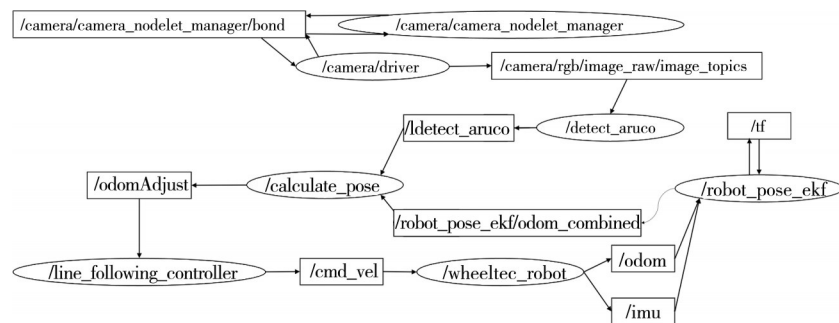 /camera/camera_nodelet_manager/bond
/camera/camera_nodelet_manager
/camera/driver
/camera/rgb/image_raw/image_topics
/ldetect_aruco
/detect_aruco
/tf
/odomAdjust
/calculate_pose
/robot_pose_ekf
/robot_pose_ekf/odom_combined
/line_following_controller
/cmd_vel
/wheeltec_robot
/odom
/imu